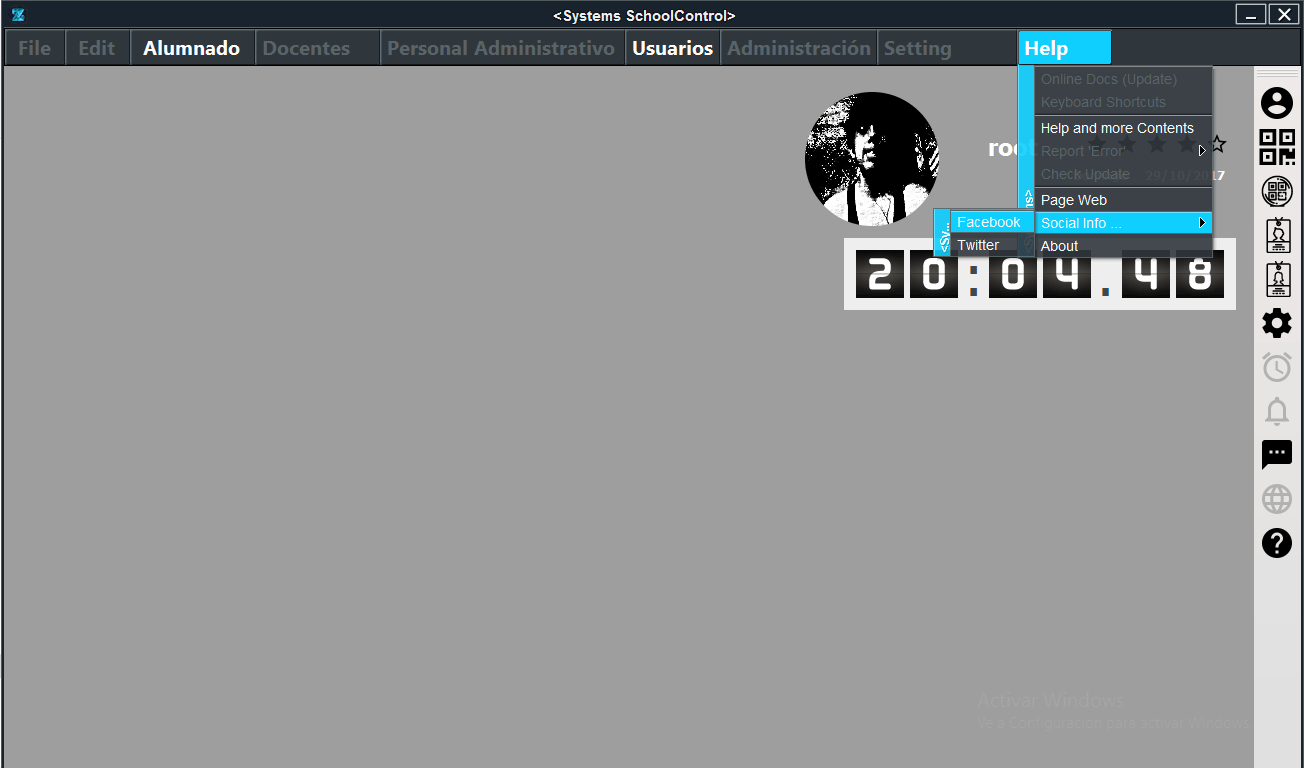 <Systems SchoolControl>
File Edit Alumnado Docentes Personal Administrativo Usuarios Administración Setting Help
Online Docs (Update)
Keyboard Shortcuts
Help and more Contents
root
Report 'Error'
Check Update 29/10/2017
Page Web
Social Info ...
Facebook
Twitter
About
<Sy...
20:04.48
Activar Windows
Ve a Configuración para activar Windows.